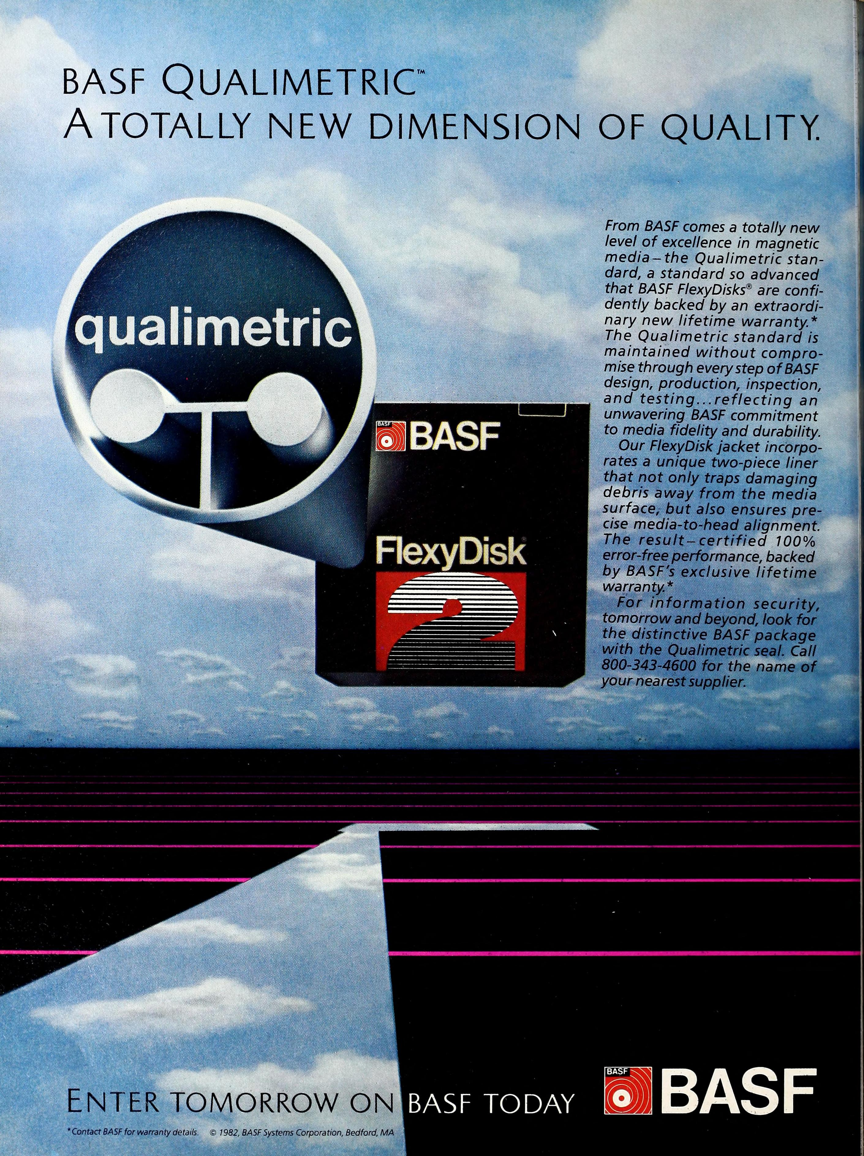 BASF QUALIMETRIC™
A TOTALLY NEW DIMENSION OF QUALITY.
qualimetric
BASF BASF
FlexyDisk
2
From BASF comes a totally new
level of excellence in magnetic
media–the Qualimetric stan-
dard, a standard so advanced
that BASF FlexyDisks® are confi-
dently backed by an extraordi-
nary new lifetime warranty.*
The Qualimetric standard is
maintained without compro-
mise through every step of BASF
design, production, inspection,
and testing...reflecting an
unwavering BASF commitment
to media fidelity and durability.
Our FlexyDisk jacket incorpo-
rates a unique two-piece liner
that not only traps damaging
debris away from the media
surface, but also ensures pre-
cise media-to-head alignment.
The result–certified 100%
error-free performance, backed
by BASF's exclusive lifetime
warranty.*
For information security,
tomorrow and beyond, look for
the distinctive BASF package
with the Qualimetric seal. Call
800-343-4600 for the name of
your nearest supplier.
ENTER TOMORROW ON BASF TODAY
BASF BASF
*Contact BASF for warranty details. © 1982, BASF Systems Corporation, Bedford, MA